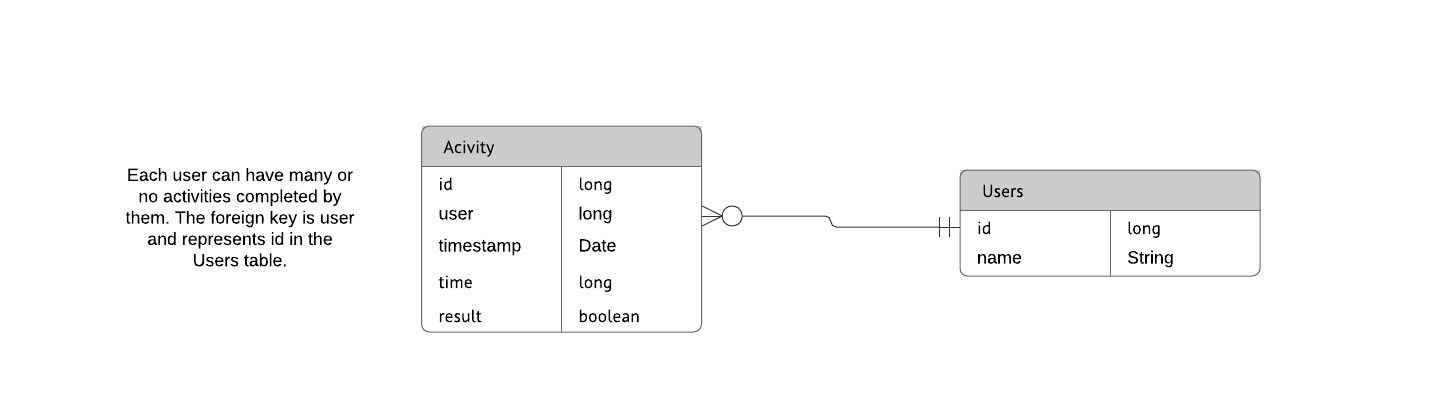 Each user can have many or
no activities completed by
them. The foreign key is user
and represents id in the
Users table.
Acivity
id long
user long
timestamp Date
time long
result boolean
Users
id long
name String